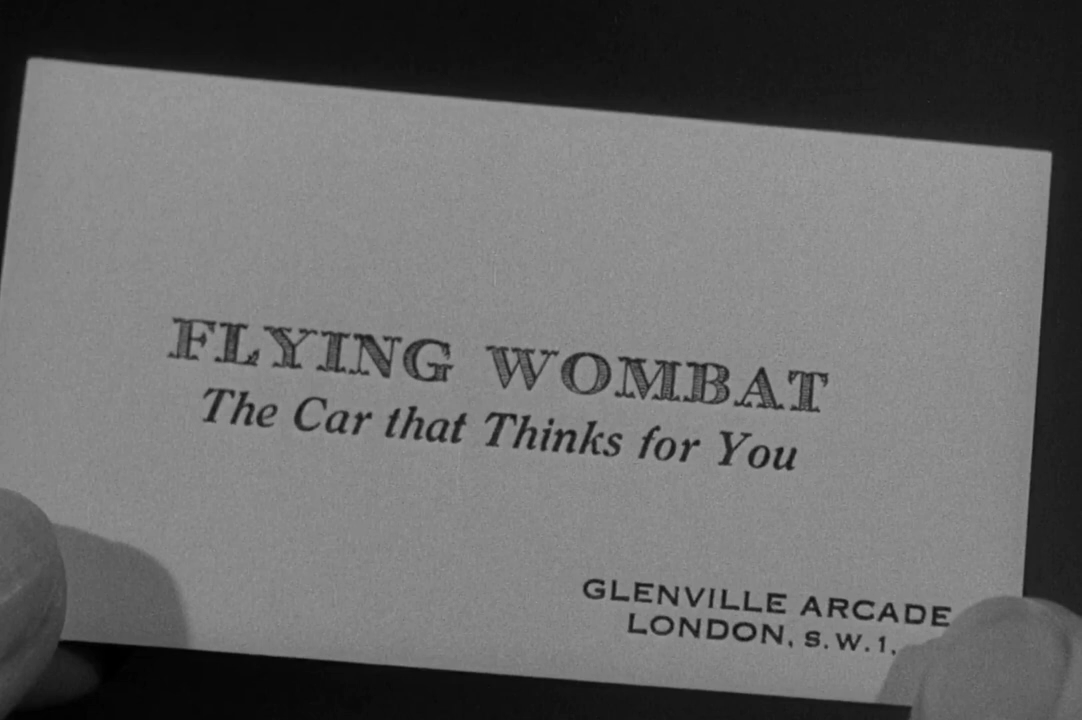 FLYING WOMBAT
The Car that Thinks for You
GLENVILLE ARCADE
LONDON, S.W.1.